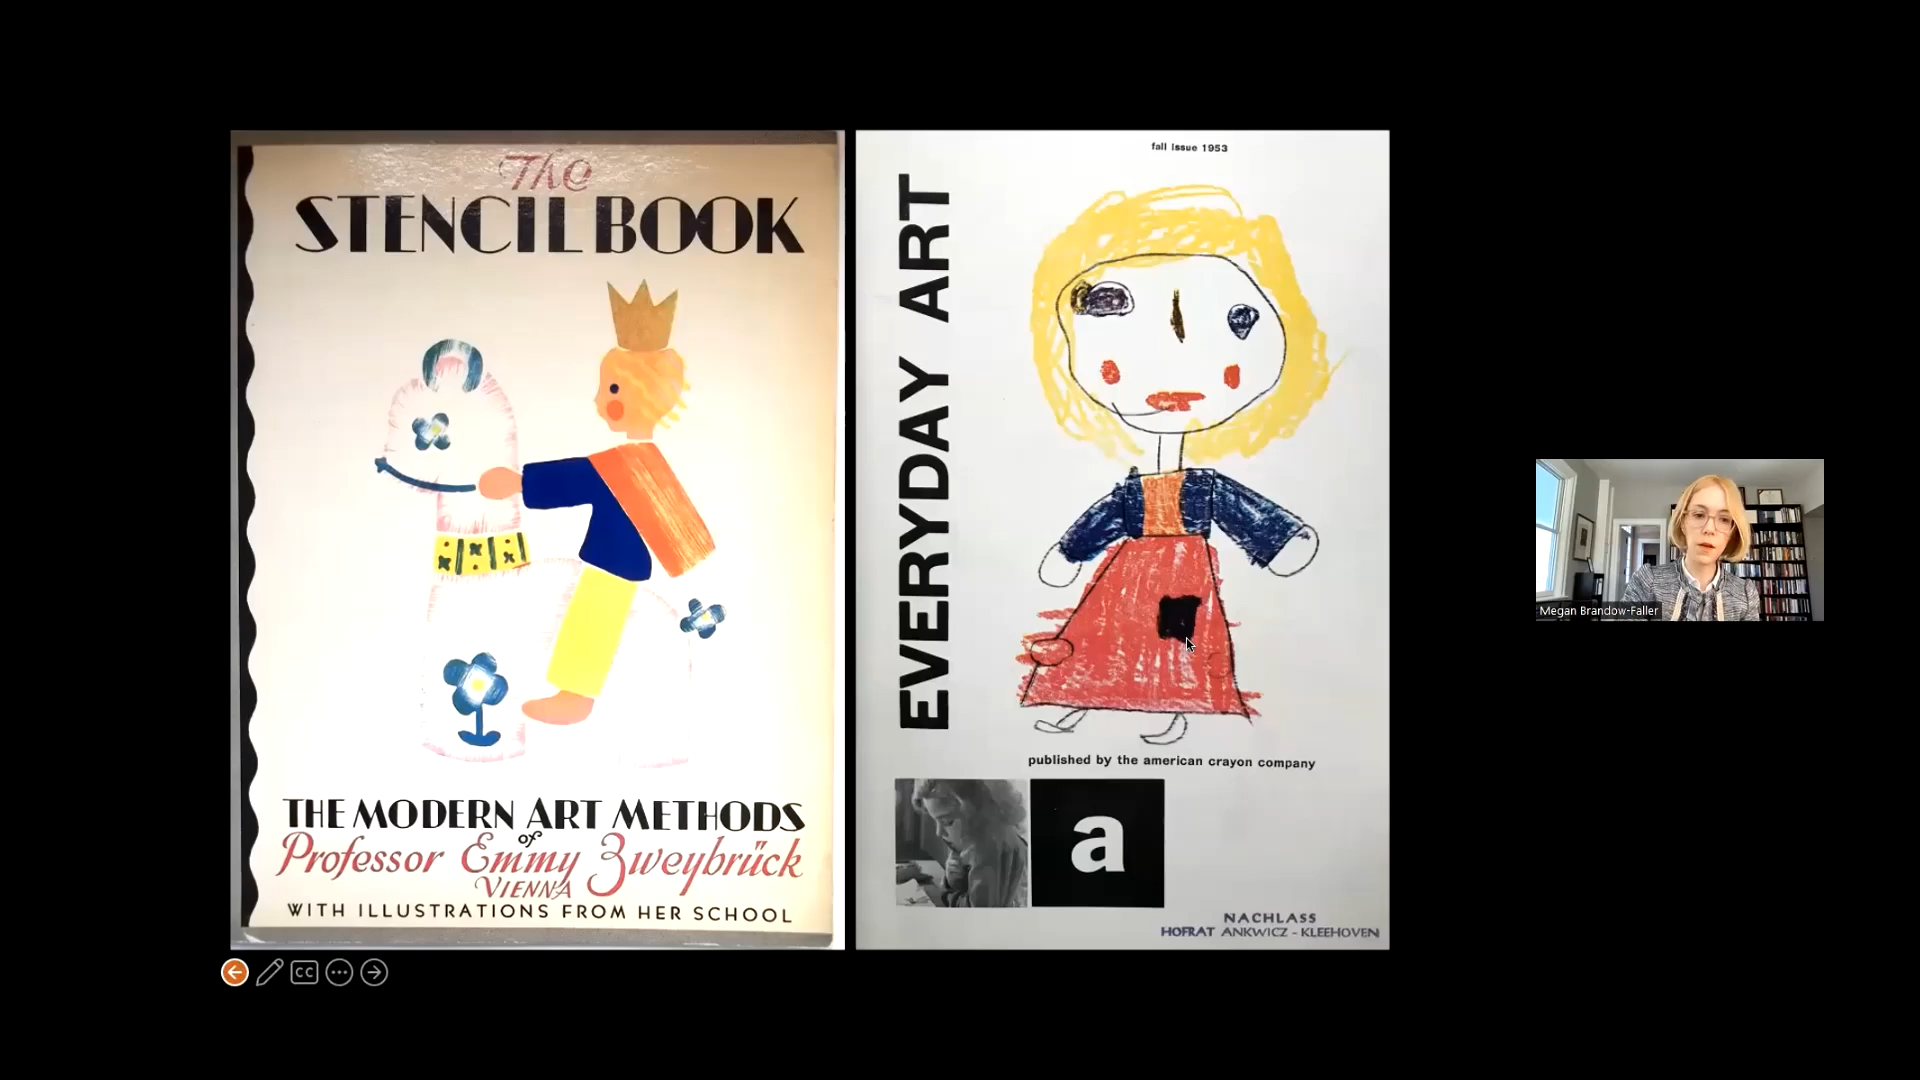 The
STENCIL BOOK
THE MODERN ART METHODS
of
Professor Emmy Zweybrück
VIENNA
WITH ILLUSTRATIONS FROM HER SCHOOL
fall issue 1953
EVERYDAY ART
published by the american crayon company
a
NACHLASS
HOFRAT ANKWICZ - KLEEHOVEN
Megan Brandow-Faller
CC